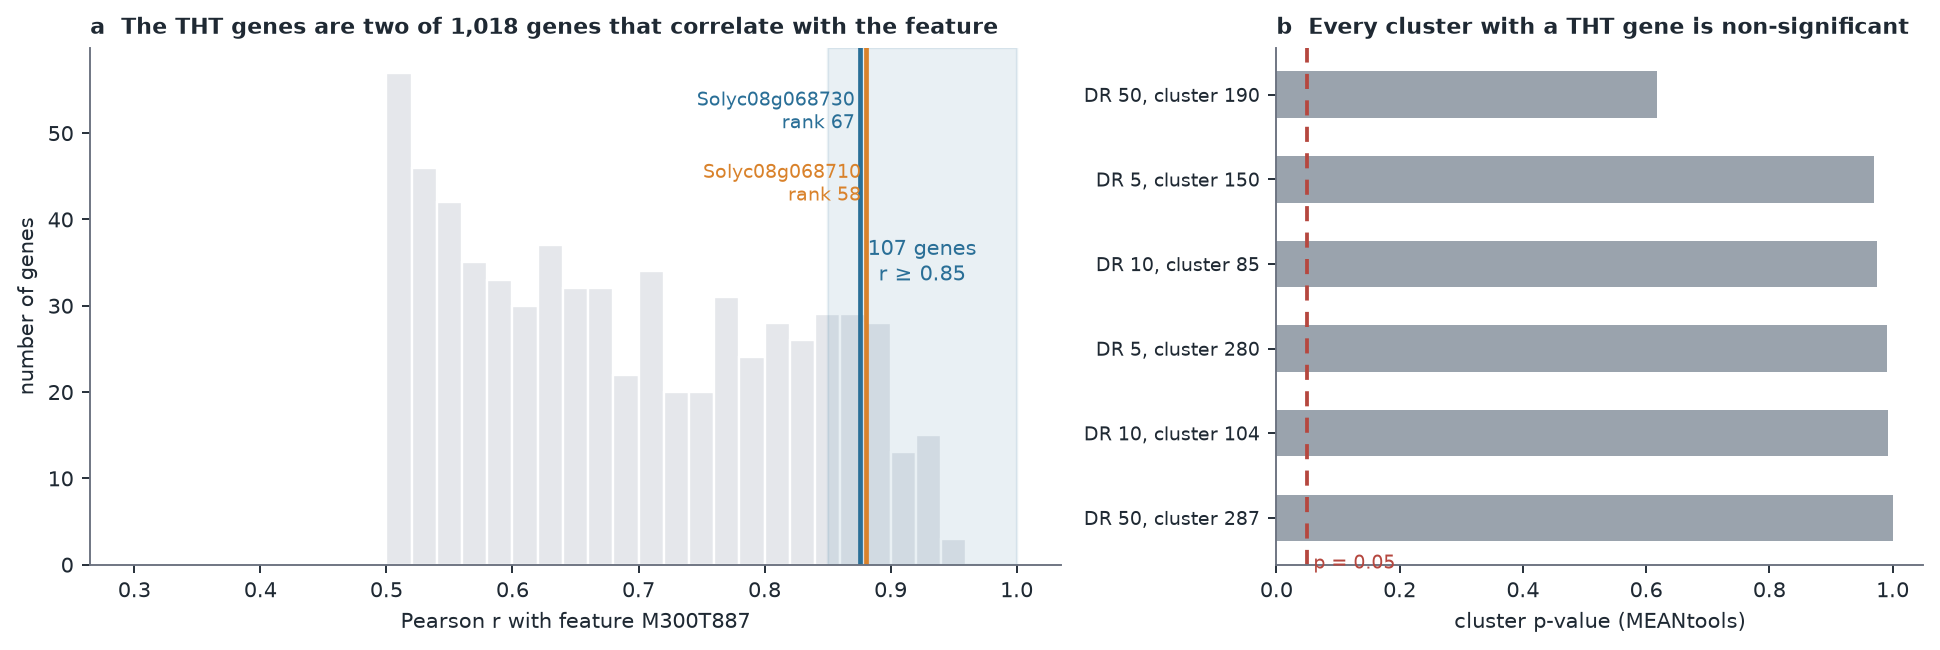 a The THT genes are two of 1,018 genes that correlate with the feature
number of genes
50
40
30
20
10
0
Solyc08g068730
rank 67
Solyc08g068710
rank 58
107 genes
r ≥ 0.85
0.3 0.4 0.5 0.6 0.7 0.8 0.9 1.0
Pearson r with feature M300T887
b Every cluster with a THT gene is non-significant
DR 50, cluster 190
DR 5, cluster 150
DR 10, cluster 85
DR 5, cluster 280
DR 10, cluster 104
DR 50, cluster 287
p = 0.05
0.0 0.2 0.4 0.6 0.8 1.0
cluster p-value (MEANtools)